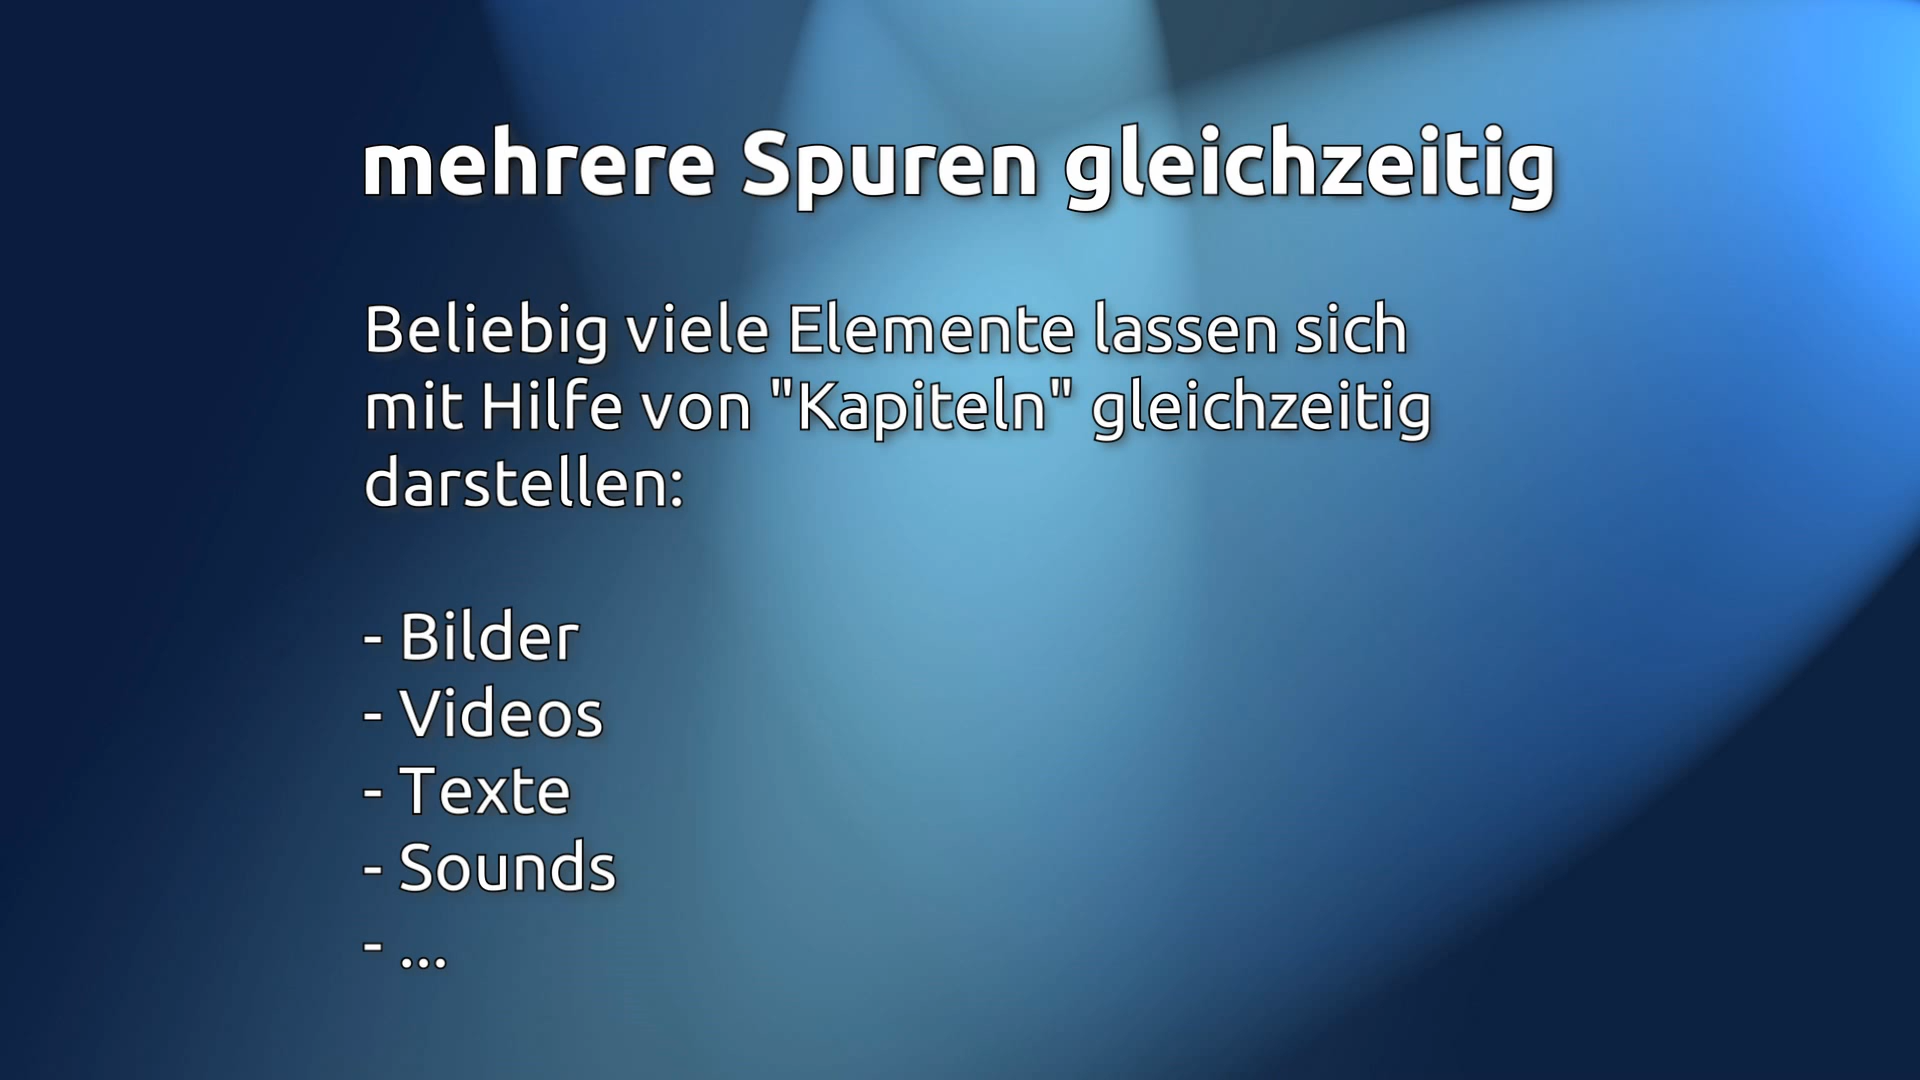 mehrere Spuren gleichzeitig
Beliebig viele Elemente lassen sich
mit Hilfe von "Kapiteln" gleichzeitig
darstellen:
- Bilder
- Videos
- Texte
- Sounds
- ...